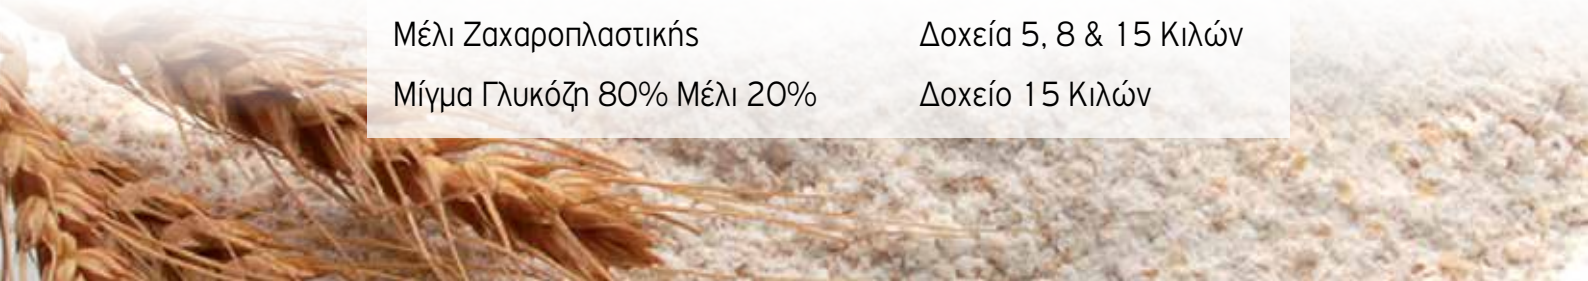 Μέλι Ζαχαροπλαστικής Δοχεία 5, 8 & 15 Κιλών
Μίγμα Γλυκόζη 80% Μέλι 20% Δοχείο 15 Κιλών